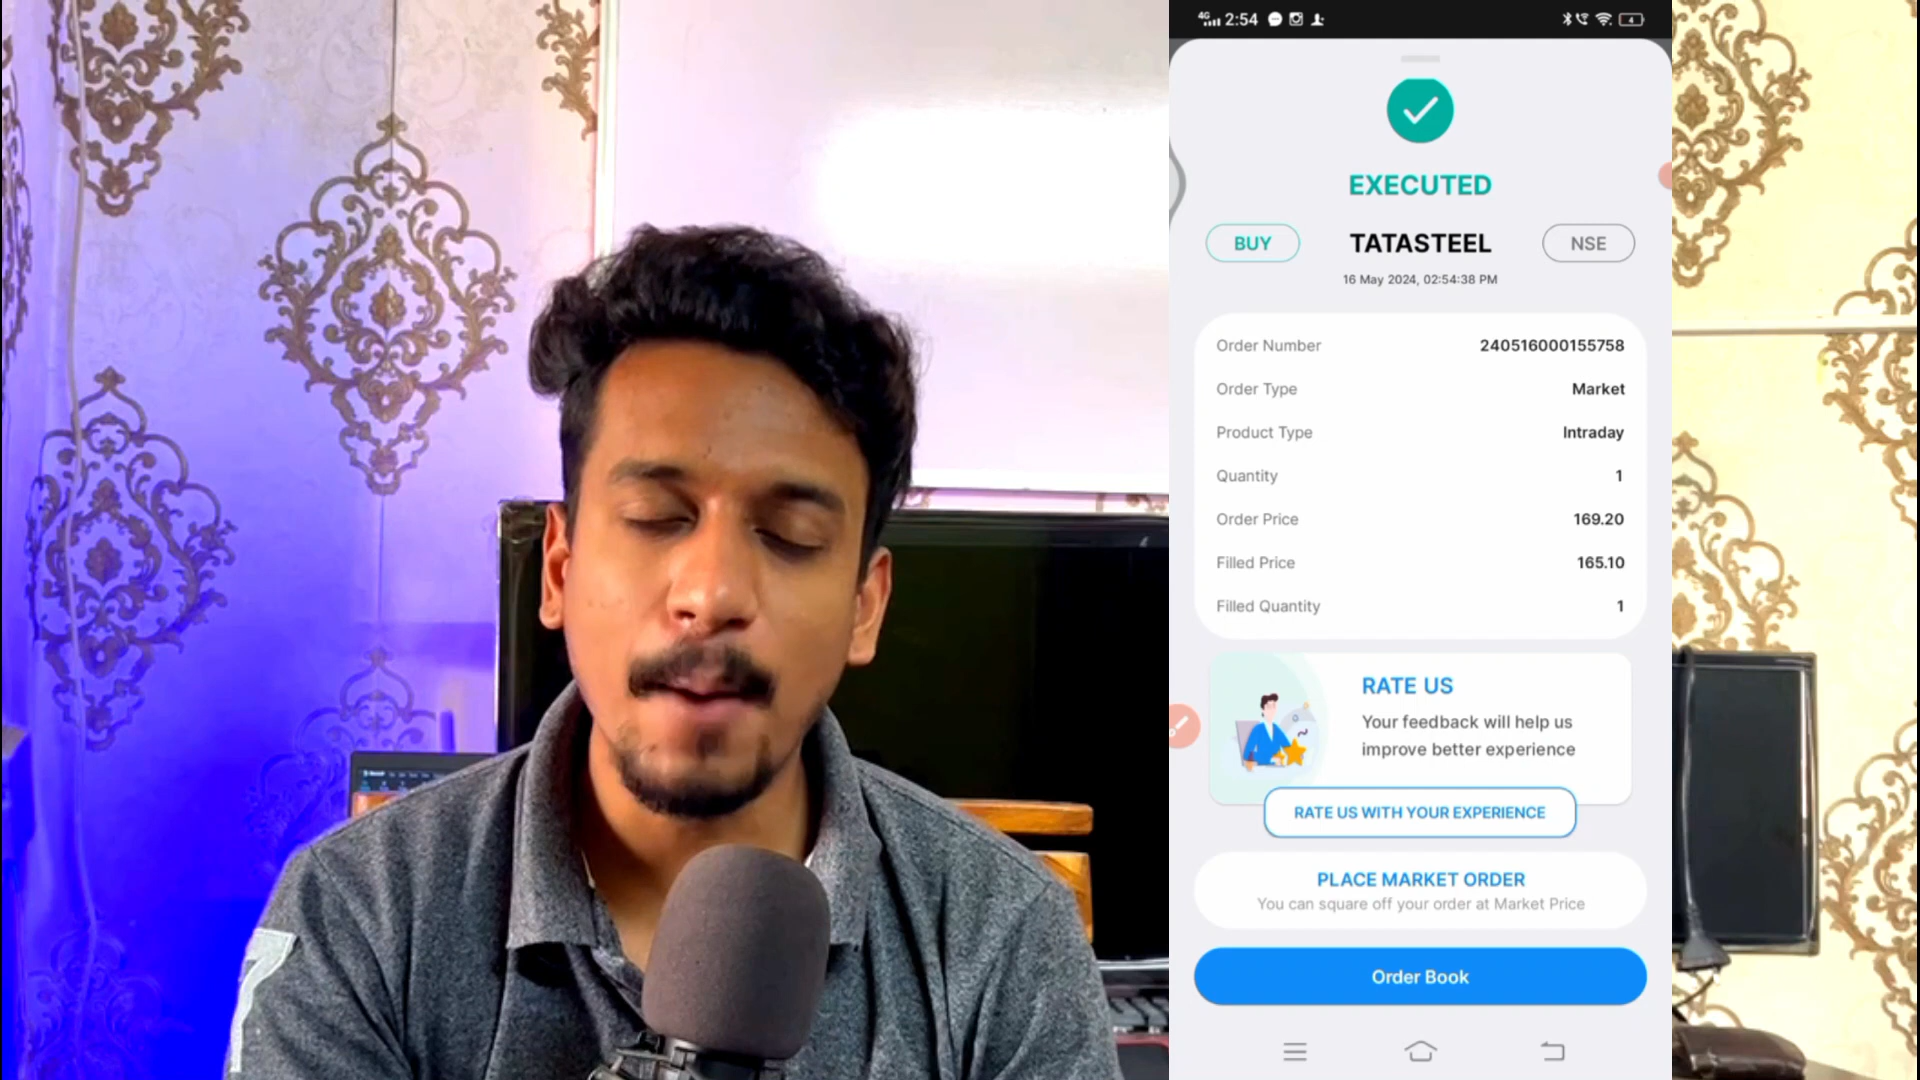 4G 2:54
4
EXECUTED
BUY
TATASTEEL
NSE
16 May 2024, 02:54:38 PM
Order Number 240516000155758
Order Type Market
Product Type Intraday
Quantity 1
Order Price 169.20
Filled Price 165.10
Filled Quantity 1
RATE US
Your feedback will help us
improve better experience
RATE US WITH YOUR EXPERIENCE
PLACE MARKET ORDER
You can square off your order at Market Price
Order Book
7